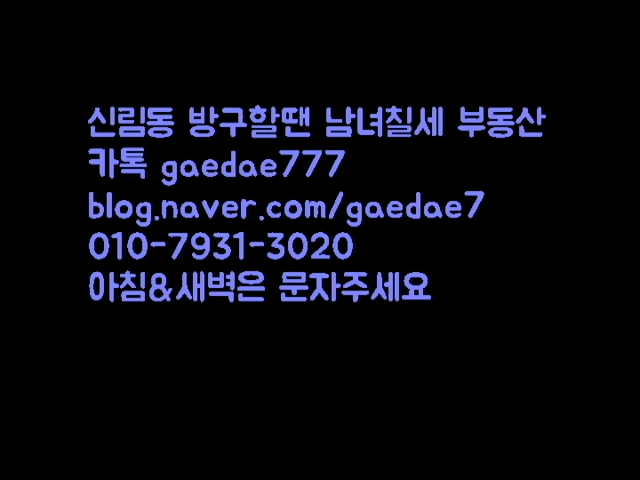 신림동 방구할땐 남녀칠세 부동산
카톡 gaedae777
blog.naver.com/gaedae7
010-7931-3020
아침&새벽은 문자주세요